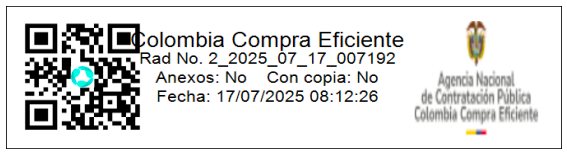 Colombia Compra Eficiente
Rad No. 2_2025_07_17_007192
Anexos: No Con copia: No
Fecha: 17/07/2025 08:12:26
Agencia Nacional
de Contratación Pública
Colombia Compra Eficiente